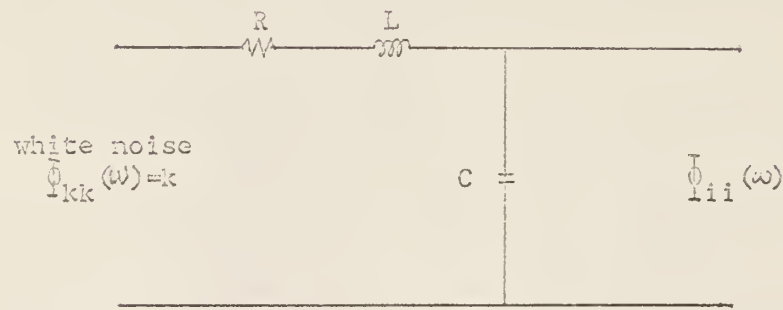 R L
white noise
Φkk(ω)=k C Φii(ω)